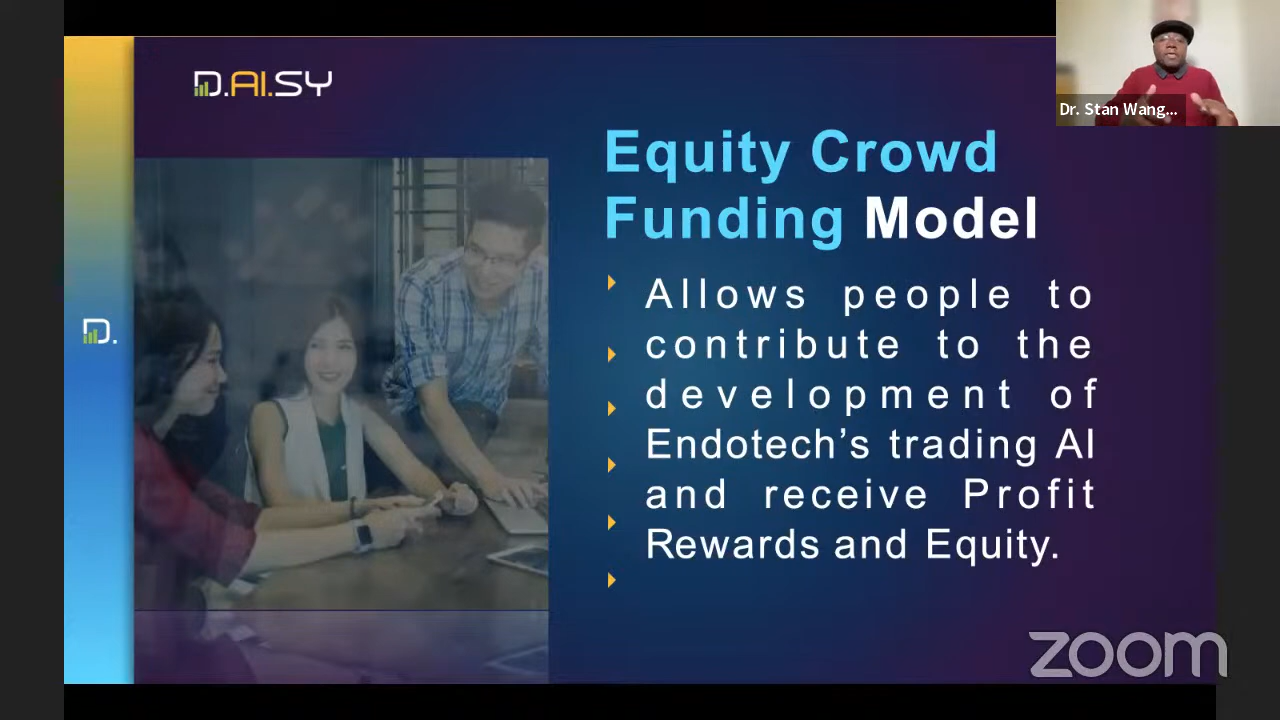 D.AI.SY
Dr. Stan Wang...
Equity Crowd
Funding Model
Allows people to
contribute to the
development of
Endotech’s trading AI
and receive Profit
Rewards and Equity.
D.
zoom